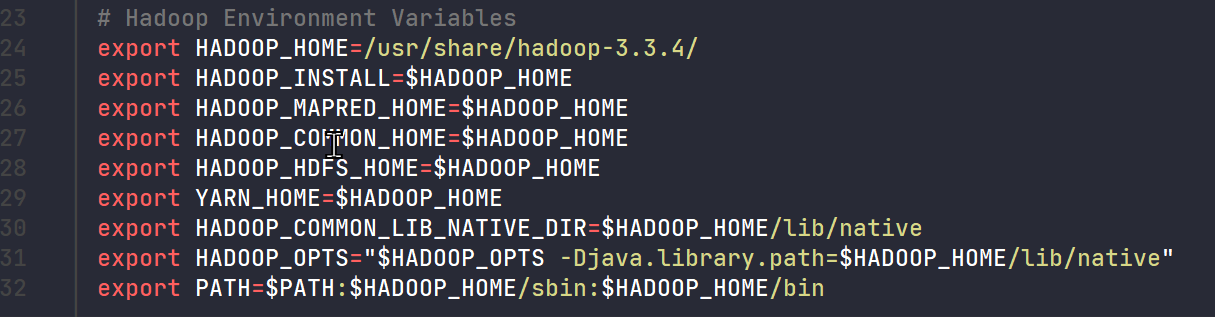 23 # Hadoop Environment Variables
24 export HADOOP_HOME=/usr/share/hadoop-3.3.4/
25 export HADOOP_INSTALL=$HADOOP_HOME
26 export HADOOP_MAPRED_HOME=$HADOOP_HOME
27 export HADOOP_COMMON_HOME=$HADOOP_HOME
28 export HADOOP_HDFS_HOME=$HADOOP_HOME
29 export YARN_HOME=$HADOOP_HOME
30 export HADOOP_COMMON_LIB_NATIVE_DIR=$HADOOP_HOME/lib/native
31 export HADOOP_OPTS="$HADOOP_OPTS -Djava.library.path=$HADOOP_HOME/lib/native"
32 export PATH=$PATH:$HADOOP_HOME/sbin:$HADOOP_HOME/bin